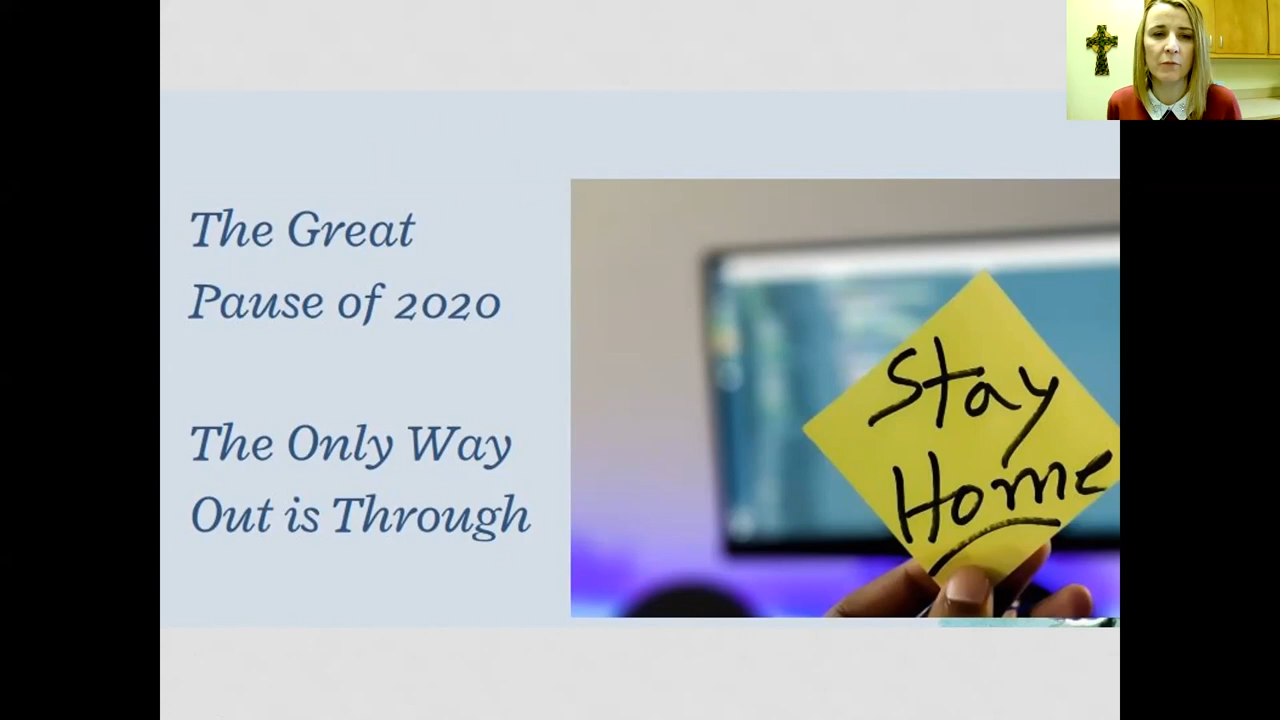 The Great
Pause of 2020
The Only Way
Out is Through
Stay
Home